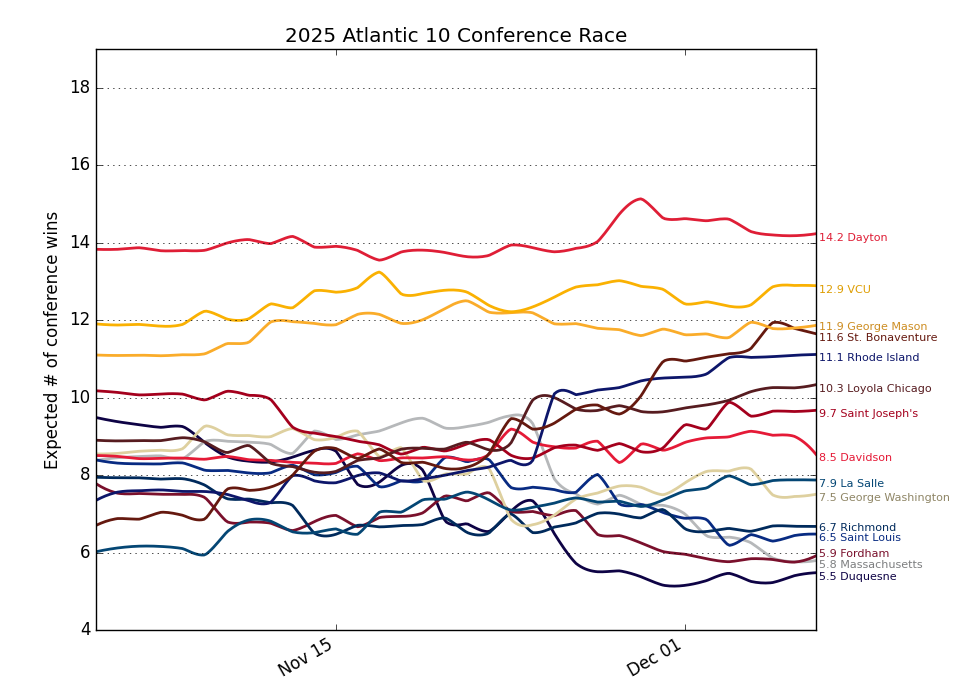 2025 Atlantic 10 Conference Race
Expected # of conference wins
18
16
14
12
10
8
6
4
Nov 15
Dec 01
14.2 Dayton
12.9 VCU
11.9 George Mason
11.6 St. Bonaventure
11.1 Rhode Island
10.3 Loyola Chicago
9.7 Saint Joseph's
8.5 Davidson
7.9 La Salle
7.5 George Washington
6.7 Richmond
6.5 Saint Louis
5.9 Fordham
5.8 Massachusetts
5.5 Duquesne